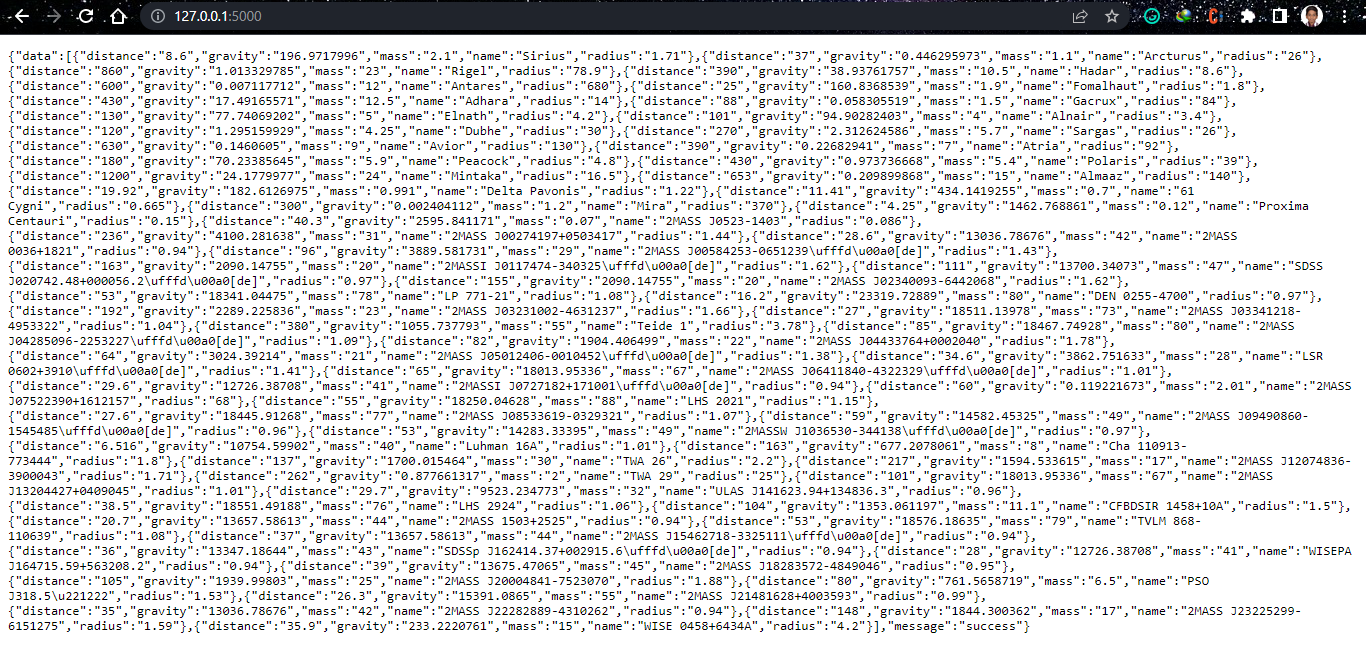 127.0.0.1:5000
{"data":[{"distance":"8.6","gravity":"196.9717996","mass":"2.1","name":"Sirius","radius":"1.71"},{"distance":"37","gravity":"0.446295973","mass":"1.1","name":"Arcturus","radius":"26"},
{"distance":"860","gravity":"1.013329785","mass":"23","name":"Rigel","radius":"78.9"},{"distance":"390","gravity":"38.93761757","mass":"10.5","name":"Hadar","radius":"8.6"},
{"distance":"600","gravity":"0.007117712","mass":"12","name":"Antares","radius":"680"},{"distance":"25","gravity":"160.8368539","mass":"1.9","name":"Fomalhaut","radius":"1.8"},
{"distance":"430","gravity":"17.49165571","mass":"12.5","name":"Adhara","radius":"14"},{"distance":"88","gravity":"0.058305519","mass":"1.5","name":"Gacrux","radius":"84"},
{"distance":"130","gravity":"77.74069202","mass":"5","name":"Elnath","radius":"4.2"},{"distance":"101","gravity":"94.90282403","mass":"4","name":"Alnair","radius":"3.4"},
{"distance":"120","gravity":"1.295159929","mass":"4.25","name":"Dubhe","radius":"30"},{"distance":"270","gravity":"2.312624586","mass":"5.7","name":"Sargas","radius":"26"},
{"distance":"630","gravity":"0.1460605","mass":"9","name":"Avior","radius":"130"},{"distance":"390","gravity":"0.22682941","mass":"7","name":"Atria","radius":"92"},
{"distance":"180","gravity":"70.23385645","mass":"5.9","name":"Peacock","radius":"4.8"},{"distance":"430","gravity":"0.973736668","mass":"5.4","name":"Polaris","radius":"39"},
{"distance":"1200","gravity":"24.1779977","mass":"24","name":"Mintaka","radius":"16.5"},{"distance":"653","gravity":"0.209899868","mass":"15","name":"Almaaz","radius":"140"},
{"distance":"19.92","gravity":"182.6126975","mass":"0.991","name":"Delta Pavonis","radius":"1.22"},{"distance":"11.41","gravity":"434.1419255","mass":"0.7","name":"61
Cygni","radius":"0.665"},{"distance":"300","gravity":"0.002404112","mass":"1.2","name":"Mira","radius":"370"},{"distance":"4.25","gravity":"1462.768861","mass":"0.12","name":"Proxima
Centauri","radius":"0.15"},{"distance":"40.3","gravity":"2595.841171","mass":"0.07","name":"2MASS J0523-1403","radius":"0.086"},
{"distance":"236","gravity":"4100.281638","mass":"31","name":"2MASS J00274197+0503417","radius":"1.44"},{"distance":"28.6","gravity":"13036.78676","mass":"42","name":"2MASS
0036+1821","radius":"0.94"},{"distance":"96","gravity":"3889.581731","mass":"29","name":"2MASS J00584253-0651239\ufffd\u00a0[de]","radius":"1.43"},
{"distance":"163","gravity":"2090.14755","mass":"20","name":"2MASSI J0117474-340325\ufffd\u00a0[de]","radius":"1.62"},{"distance":"111","gravity":"13700.34073","mass":"47","name":"SDSS
J020742.48+000056.2\ufffd\u00a0[de]","radius":"0.97"},{"distance":"155","gravity":"2090.14755","mass":"20","name":"2MASS J02340093-6442068","radius":"1.62"},
{"distance":"53","gravity":"18341.04475","mass":"78","name":"LP 771-21","radius":"1.08"},{"distance":"16.2","gravity":"23319.72889","mass":"80","name":"DEN 0255-4700","radius":"0.97"},
{"distance":"192","gravity":"2289.225836","mass":"23","name":"2MASS J03231002-4631237","radius":"1.66"},{"distance":"27","gravity":"18511.13978","mass":"73","name":"2MASS J03341218-
4953322","radius":"1.04"},{"distance":"380","gravity":"1055.737793","mass":"55","name":"Teide 1","radius":"3.78"},{"distance":"85","gravity":"18467.74928","mass":"80","name":"2MASS
J04285096-2253227\ufffd\u00a0[de]","radius":"1.09"},{"distance":"82","gravity":"1904.406499","mass":"22","name":"2MASS J04433764+0002040","radius":"1.78"},
{"distance":"64","gravity":"3024.39214","mass":"21","name":"2MASS J05012406-0010452\ufffd\u00a0[de]","radius":"1.38"},{"distance":"34.6","gravity":"3862.751633","mass":"28","name":"LSR
0602+3910\ufffd\u00a0[de]","radius":"1.41"},{"distance":"65","gravity":"18013.95336","mass":"67","name":"2MASS J06411840-4322329\ufffd\u00a0[de]","radius":"1.01"},
{"distance":"29.6","gravity":"12726.38708","mass":"41","name":"2MASSI J0727182+171001\ufffd\u00a0[de]","radius":"0.94"},{"distance":"60","gravity":"0.119221673","mass":"2.01","name":"2MASS
J07522390+1612157","radius":"68"},{"distance":"55","gravity":"18250.04628","mass":"88","name":"LHS 2021","radius":"1.15"},
{"distance":"27.6","gravity":"18445.91268","mass":"77","name":"2MASS J08533619-0329321","radius":"1.07"},{"distance":"59","gravity":"14582.45325","mass":"49","name":"2MASS J09490860-
1545485\ufffd\u00a0[de]","radius":"0.96"},{"distance":"53","gravity":"14283.33395","mass":"49","name":"2MASSW J1036530-344138\ufffd\u00a0[de]","radius":"0.97"},
{"distance":"6.516","gravity":"10754.59902","mass":"40","name":"Luhman 16A","radius":"1.01"},{"distance":"163","gravity":"677.2078061","mass":"8","name":"Cha 110913-
773444","radius":"1.8"},{"distance":"137","gravity":"1700.015464","mass":"30","name":"TWA 26","radius":"2.2"},{"distance":"217","gravity":"1594.533615","mass":"17","name":"2MASS J12074836-
3900043","radius":"1.71"},{"distance":"262","gravity":"0.877661317","mass":"2","name":"TWA 29","radius":"25"},{"distance":"101","gravity":"18013.95336","mass":"67","name":"2MASS
J13204427+0409045","radius":"1.01"},{"distance":"29.7","gravity":"9523.234773","mass":"32","name":"ULAS J141623.94+134836.3","radius":"0.96"},
{"distance":"38.5","gravity":"18551.49188","mass":"76","name":"LHS 2924","radius":"1.06"},{"distance":"104","gravity":"1353.061197","mass":"11.1","name":"CFBDSIR 1458+10A","radius":"1.5"},
{"distance":"20.7","gravity":"13657.58613","mass":"44","name":"2MASS 1503+2525","radius":"0.94"},{"distance":"53","gravity":"18576.18635","mass":"79","name":"TVLM 868-
110639","radius":"1.08"},{"distance":"37","gravity":"13657.58613","mass":"44","name":"2MASS J15462718-3325111\ufffd\u00a0[de]","radius":"0.94"},
{"distance":"36","gravity":"13347.18644","mass":"43","name":"SDSSp J162414.37+002915.6\ufffd\u00a0[de]","radius":"0.94"},{"distance":"28","gravity":"12726.38708","mass":"41","name":"WISEPA
J164715.59+563208.2","radius":"0.94"},{"distance":"39","gravity":"13675.47065","mass":"45","name":"2MASS J18283572-4849046","radius":"0.95"},
{"distance":"105","gravity":"1939.99803","mass":"25","name":"2MASS J20004841-7523070","radius":"1.88"},{"distance":"80","gravity":"761.5658719","mass":"6.5","name":"PSO
J318.5\u221222","radius":"1.53"},{"distance":"26.3","gravity":"15391.0865","mass":"55","name":"2MASS J21481628+4003593","radius":"0.99"},
{"distance":"35","gravity":"13036.78676","mass":"42","name":"2MASS J22282889-4310262","radius":"0.94"},{"distance":"148","gravity":"1844.300362","mass":"17","name":"2MASS J23225299-
6151275","radius":"1.59"},{"distance":"35.9","gravity":"233.2220761","mass":"15","name":"WISE 0458+6434A","radius":"4.2"}],"message":"success"}